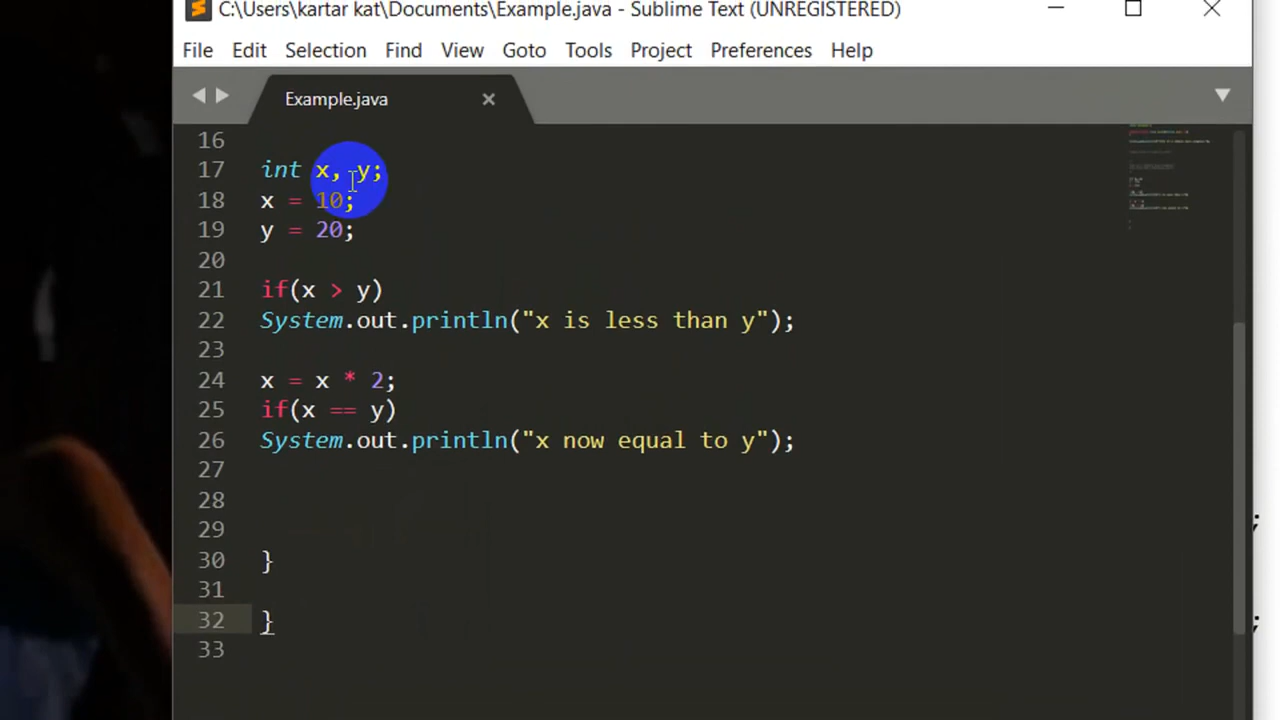 C:\Users\kartar kat\Documents\Example.java - Sublime Text (UNREGISTERED)
File Edit Selection Find View Goto Tools Project Preferences Help
Example.java
16
17 int x, y;
18 x = 10;
19 y = 20;
20
21 if(x > y)
22 System.out.println("x is less than y");
23
24 x = x * 2;
25 if(x == y)
26 System.out.println("x now equal to y");
27
28
29
30 }
31
32 }
33